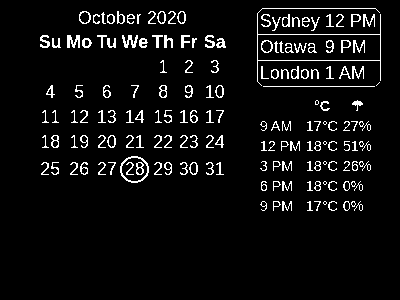 October 2020
Su Mo Tu We Th Fr Sa
1 2 3
4 5 6 7 8 9 10
11 12 13 14 15 16 17
18 19 20 21 22 23 24
25 26 27 28 29 30 31
Sydney 12 PM
Ottawa 9 PM
London 1 AM
°C
9 AM 17°C 27%
12 PM 18°C 51%
3 PM 18°C 26%
6 PM 18°C 0%
9 PM 17°C 0%